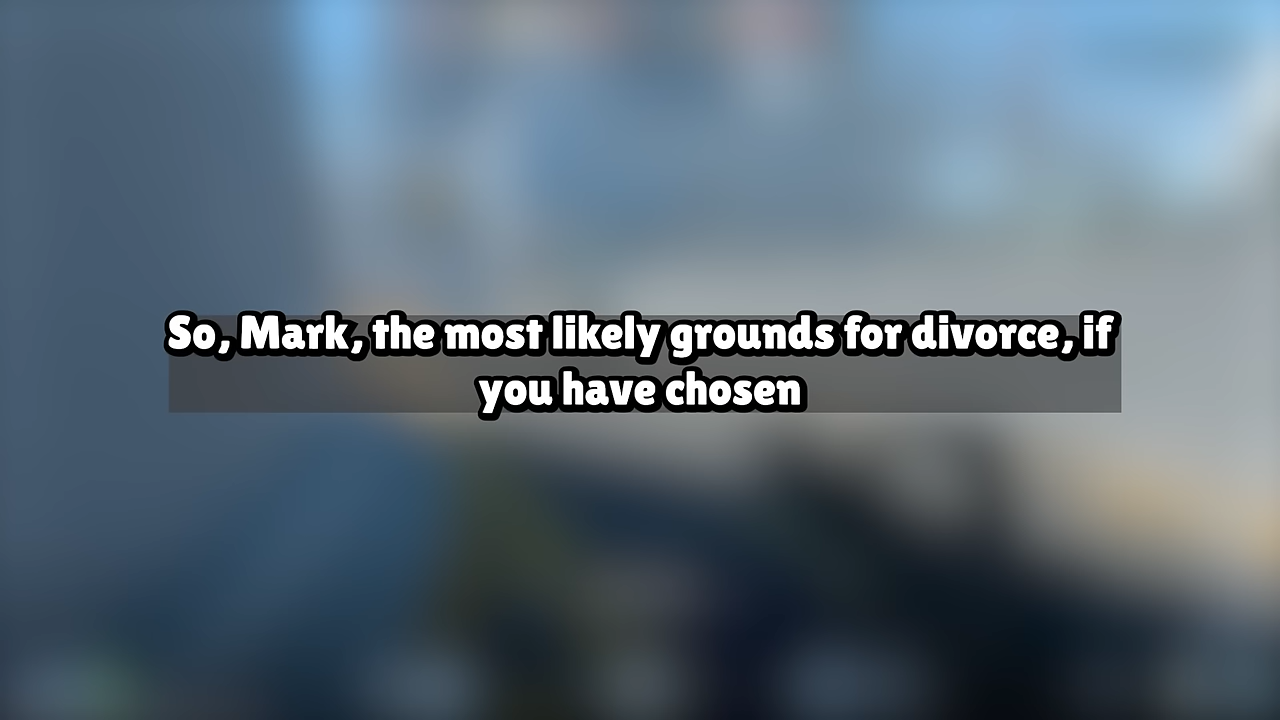 So, Mark, the most likely grounds for divorce, if
you have chosen